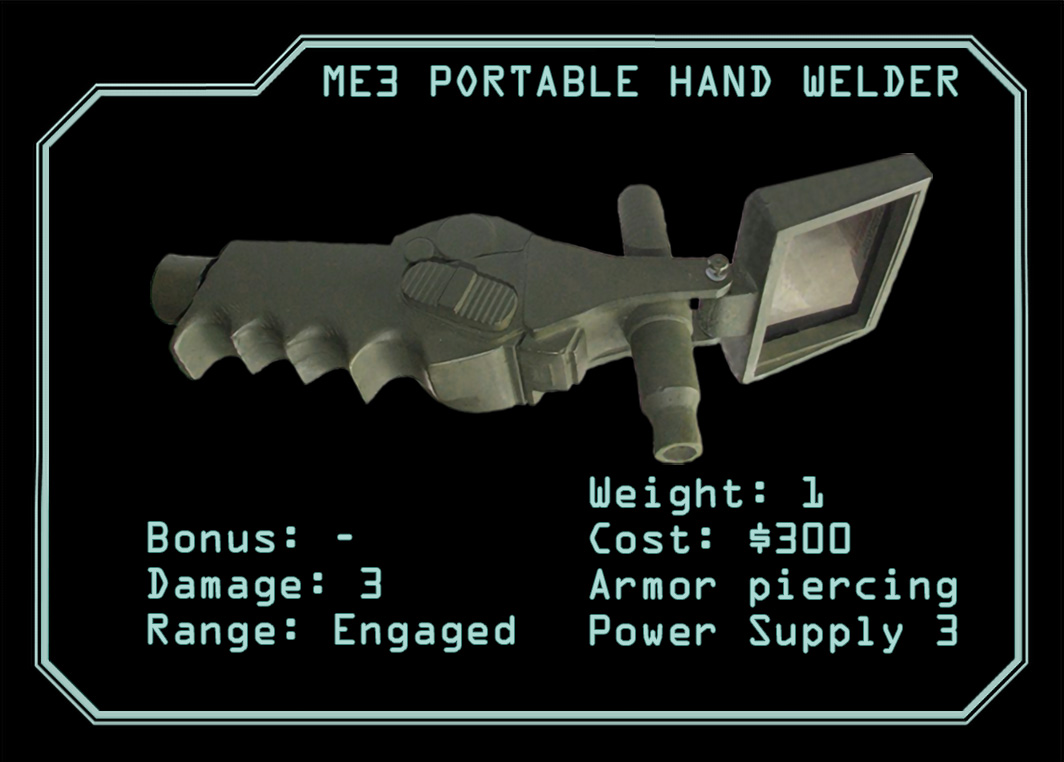 ME3 PORTABLE HAND WELDER
Bonus: -
Damage: 3
Range: Engaged
Weight: 1
Cost: $300
Armor piercing
Power Supply 3